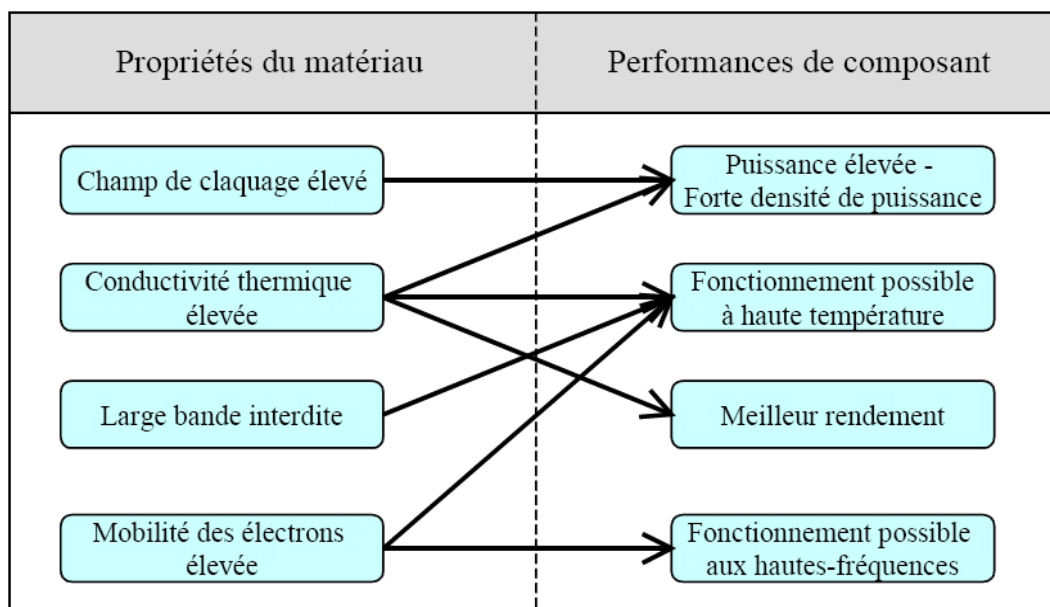 Propriétés du matériau
Performances de composant
Champ de claquage élevé
Puissance élevée -
Forte densité de puissance
Conductivité thermique
élevée
Fonctionnement possible
à haute température
Large bande interdite
Meilleur rendement
Mobilité des électrons
élevée
Fonctionnement possible
aux hautes-fréquences